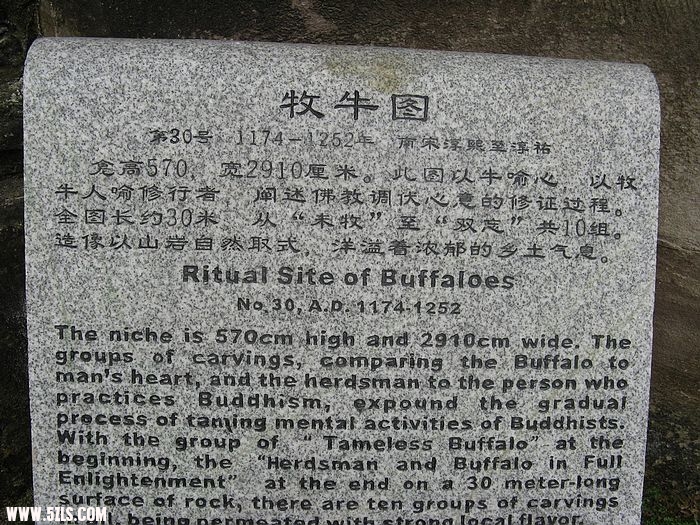 牧牛图
第30号 1174-1252年 南宋淳熙至淳祐
龛高570，宽2910厘米。此图以牛喻心，以牧
牛人喻修行者，阐述佛教调伏心意的修证过程。
全图长约30米 从“未牧”至“双忘”共10组。
造像以山岩自然取式，洋溢着浓郁的乡土气息。
Ritual Site of Buffaloes
No.30, A.D. 1174-1252
The niche is 570cm high and 2910cm wide. The
groups of carvings, comparing the Buffalo to
man's heart, and the herdsman to the person who
practices Buddhism, expound the gradual
process of taming mental activities of Buddhists.
With the group of “Tameless Buffalo” at the
beginning, the “Herdsman and Buffalo in Full
Enlightenment” at the end on a 30 meter-long
surface of rock, there are ten groups of carvings
being permeated with strong local flavor
WWW.5ZLS.COM